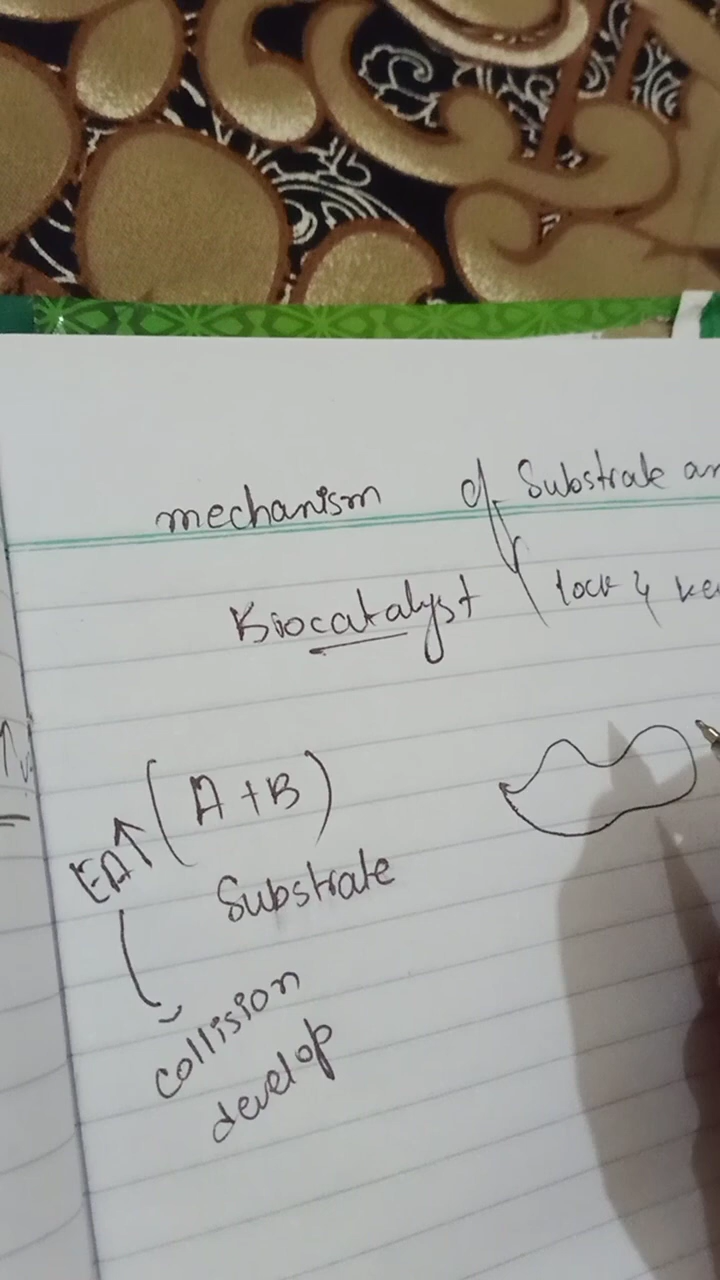 mechanism of Substrate an
Biocatalyst lock & ke
EA↑ (A+B)
Substrate
collision
develop